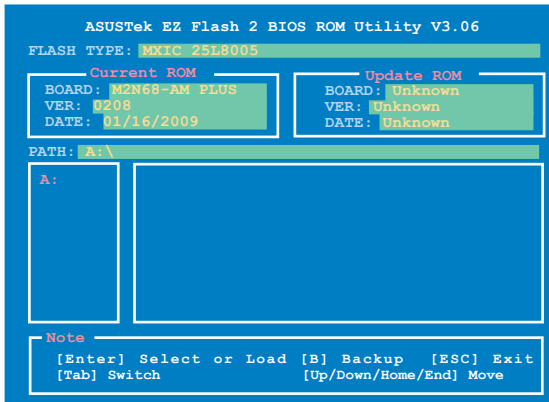 ASUSTek EZ Flash 2 BIOS ROM Utility V3.06
FLASH TYPE: MXIC 25L8005
Current ROM
BOARD: M2N68-AM PLUS
VER: 0208
DATE: 01/16/2009
Update ROM
BOARD: Unknown
VER: Unknown
DATE: Unknown
PATH: A:\
A:
Note
[Enter] Select or Load [B] Backup [ESC] Exit
[Tab] Switch [Up/Down/Home/End] Move